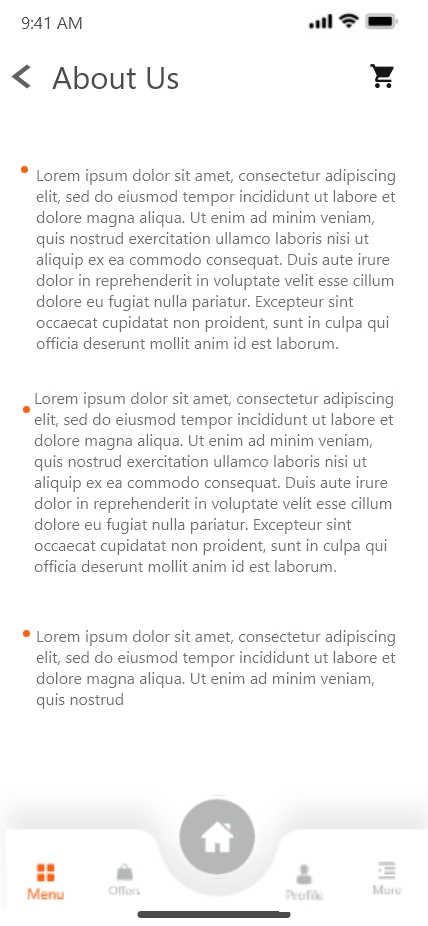 9:41 AM
About Us
Lorem ipsum dolor sit amet, consectetur adipiscing
elit, sed do eiusmod tempor incididunt ut labore et
dolore magna aliqua. Ut enim ad minim veniam,
quis nostrud exercitation ullamco laboris nisi ut
aliquip ex ea commodo consequat. Duis aute irure
dolor in reprehenderit in voluptate velit esse cillum
dolore eu fugiat nulla pariatur. Excepteur sint
occaecat cupidatat non proident, sunt in culpa qui
officia deserunt mollit anim id est laborum.
Lorem ipsum dolor sit amet, consectetur adipiscing
elit, sed do eiusmod tempor incididunt ut labore et
dolore magna aliqua. Ut enim ad minim veniam,
quis nostrud exercitation ullamco laboris nisi ut
aliquip ex ea commodo consequat. Duis aute irure
dolor in reprehenderit in voluptate velit esse cillum
dolore eu fugiat nulla pariatur. Excepteur sint
occaecat cupidatat non proident, sunt in culpa qui
officia deserunt mollit anim id est laborum.
Lorem ipsum dolor sit amet, consectetur adipiscing
elit, sed do eiusmod tempor incididunt ut labore et
dolore magna aliqua. Ut enim ad minim veniam,
quis nostrud
Menu Offers Profile More